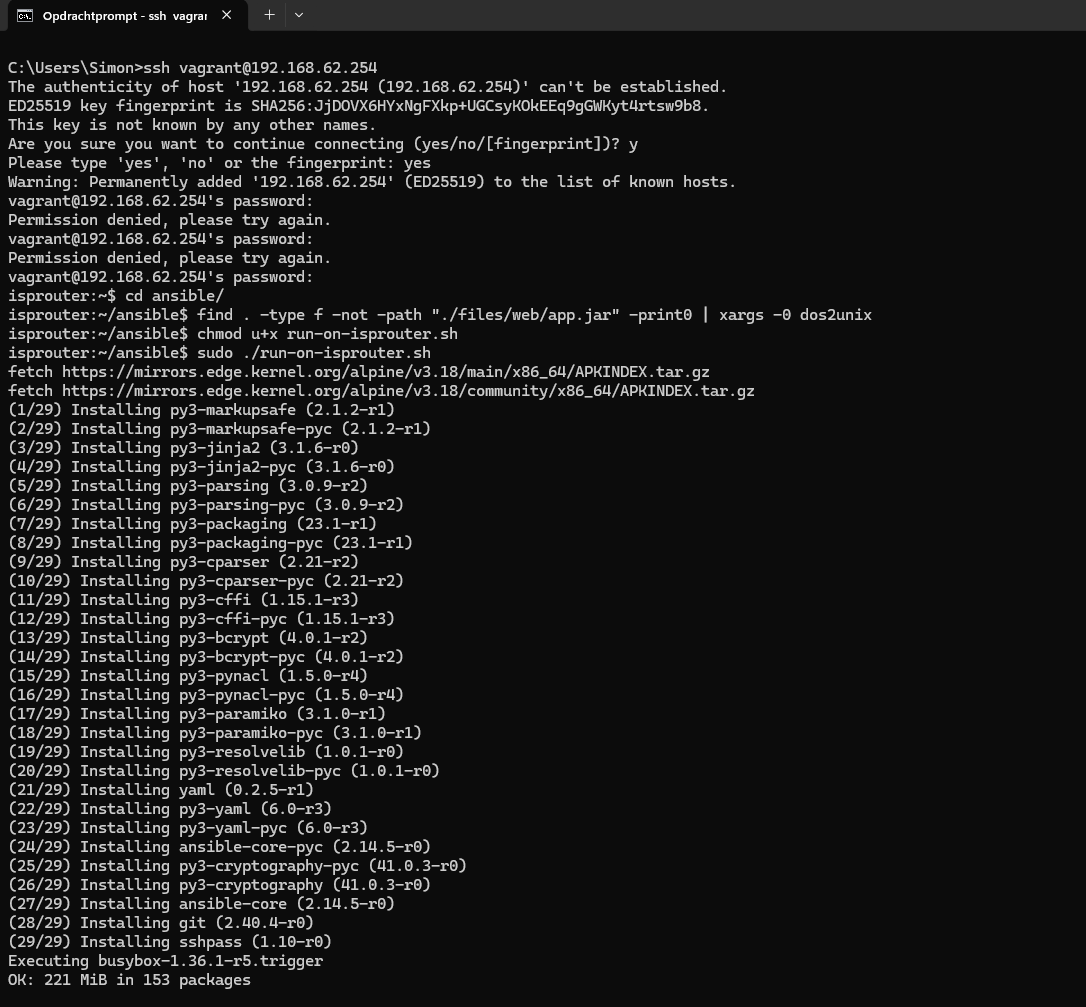 Opdrachtprompt - ssh vagrar
C:\Users\Simon>ssh vagrant@192.168.62.254
The authenticity of host '192.168.62.254 (192.168.62.254)' can't be established.
ED25519 key fingerprint is SHA256:JjDOVX6HYxNgFXkp+UGCsyKOkEEq9gGWKyt4rtsw9b8.
This key is not known by any other names.
Are you sure you want to continue connecting (yes/no/[fingerprint])? y
Please type 'yes', 'no' or the fingerprint: yes
Warning: Permanently added '192.168.62.254' (ED25519) to the list of known hosts.
vagrant@192.168.62.254's password:
Permission denied, please try again.
vagrant@192.168.62.254's password:
Permission denied, please try again.
vagrant@192.168.62.254's password:
isprouter:~$ cd ansible/
isprouter:~/ansible$ find . -type f -not -path "./files/web/app.jar" -print0 | xargs -0 dos2unix
isprouter:~/ansible$ chmod u+x run-on-isprouter.sh
isprouter:~/ansible$ sudo ./run-on-isprouter.sh
fetch https://mirrors.edge.kernel.org/alpine/v3.18/main/x86_64/APKINDEX.tar.gz
fetch https://mirrors.edge.kernel.org/alpine/v3.18/community/x86_64/APKINDEX.tar.gz
(1/29) Installing py3-markupsafe (2.1.2-r1)
(2/29) Installing py3-markupsafe-pyc (2.1.2-r1)
(3/29) Installing py3-jinja2 (3.1.6-r0)
(4/29) Installing py3-jinja2-pyc (3.1.6-r0)
(5/29) Installing py3-parsing (3.0.9-r2)
(6/29) Installing py3-parsing-pyc (3.0.9-r2)
(7/29) Installing py3-packaging (23.1-r1)
(8/29) Installing py3-packaging-pyc (23.1-r1)
(9/29) Installing py3-cparser (2.21-r2)
(10/29) Installing py3-cparser-pyc (2.21-r2)
(11/29) Installing py3-cffi (1.15.1-r3)
(12/29) Installing py3-cffi-pyc (1.15.1-r3)
(13/29) Installing py3-bcrypt (4.0.1-r2)
(14/29) Installing py3-bcrypt-pyc (4.0.1-r2)
(15/29) Installing py3-pynacl (1.5.0-r4)
(16/29) Installing py3-pynacl-pyc (1.5.0-r4)
(17/29) Installing py3-paramiko (3.1.0-r1)
(18/29) Installing py3-paramiko-pyc (3.1.0-r1)
(19/29) Installing py3-resolvelib (1.0.1-r0)
(20/29) Installing py3-resolvelib-pyc (1.0.1-r0)
(21/29) Installing yaml (0.2.5-r1)
(22/29) Installing py3-yaml (6.0-r3)
(23/29) Installing py3-yaml-pyc (6.0-r3)
(24/29) Installing ansible-core-pyc (2.14.5-r0)
(25/29) Installing py3-cryptography-pyc (41.0.3-r0)
(26/29) Installing py3-cryptography (41.0.3-r0)
(27/29) Installing ansible-core (2.14.5-r0)
(28/29) Installing git (2.40.4-r0)
(29/29) Installing sshpass (1.10-r0)
Executing busybox-1.36.1-r5.trigger
OK: 221 MiB in 153 packages